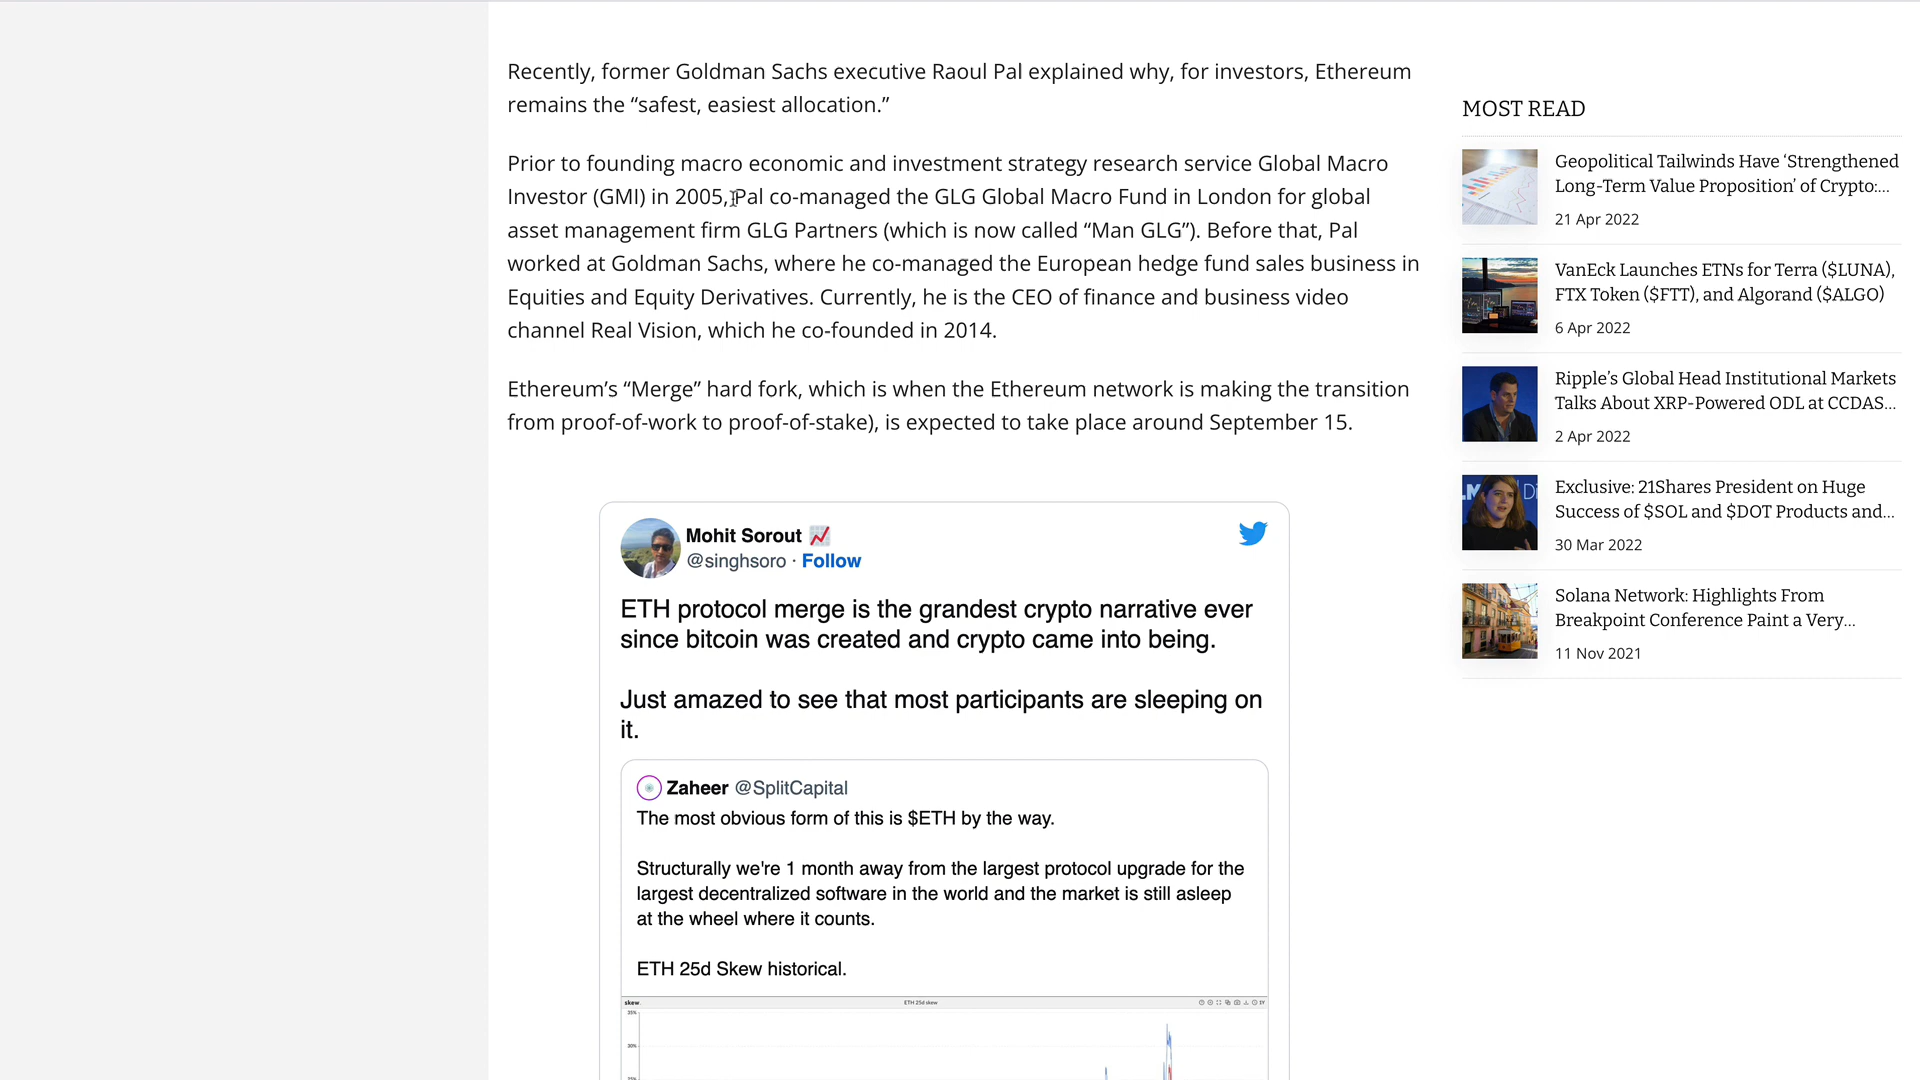 Recently, former Goldman Sachs executive Raoul Pal explained why, for investors, Ethereum
remains the “safest, easiest allocation.”
Prior to founding macro economic and investment strategy research service Global Macro
Investor (GMI) in 2005, Pal co-managed the GLG Global Macro Fund in London for global
asset management firm GLG Partners (which is now called “Man GLG”). Before that, Pal
worked at Goldman Sachs, where he co-managed the European hedge fund sales business in
Equities and Equity Derivatives. Currently, he is the CEO of finance and business video
channel Real Vision, which he co-founded in 2014.
Ethereum’s “Merge” hard fork, which is when the Ethereum network is making the transition
from proof-of-work to proof-of-stake), is expected to take place around September 15.
Mohit Sorout
@singhsoro · Follow
ETH protocol merge is the grandest crypto narrative ever
since bitcoin was created and crypto came into being.
Just amazed to see that most participants are sleeping on
it.
Zaheer @SplitCapital
The most obvious form of this is $ETH by the way.
Structurally we're 1 month away from the largest protocol upgrade for the
largest decentralized software in the world and the market is still asleep
at the wheel where it counts.
ETH 25d Skew historical.
skew.
ETH 25d skew
35%
30%
MOST READ
Geopolitical Tailwinds Have ‘Strengthened
Long-Term Value Proposition’ of Crypto:...
21 Apr 2022
VanEck Launches ETNs for Terra ($LUNA),
FTX Token ($FTT), and Algorand ($ALGO)
6 Apr 2022
Ripple’s Global Head Institutional Markets
Talks About XRP-Powered ODL at CCDAS...
2 Apr 2022
Exclusive: 21Shares President on Huge
Success of $SOL and $DOT Products and...
30 Mar 2022
Solana Network: Highlights From
Breakpoint Conference Paint a Very...
11 Nov 2021